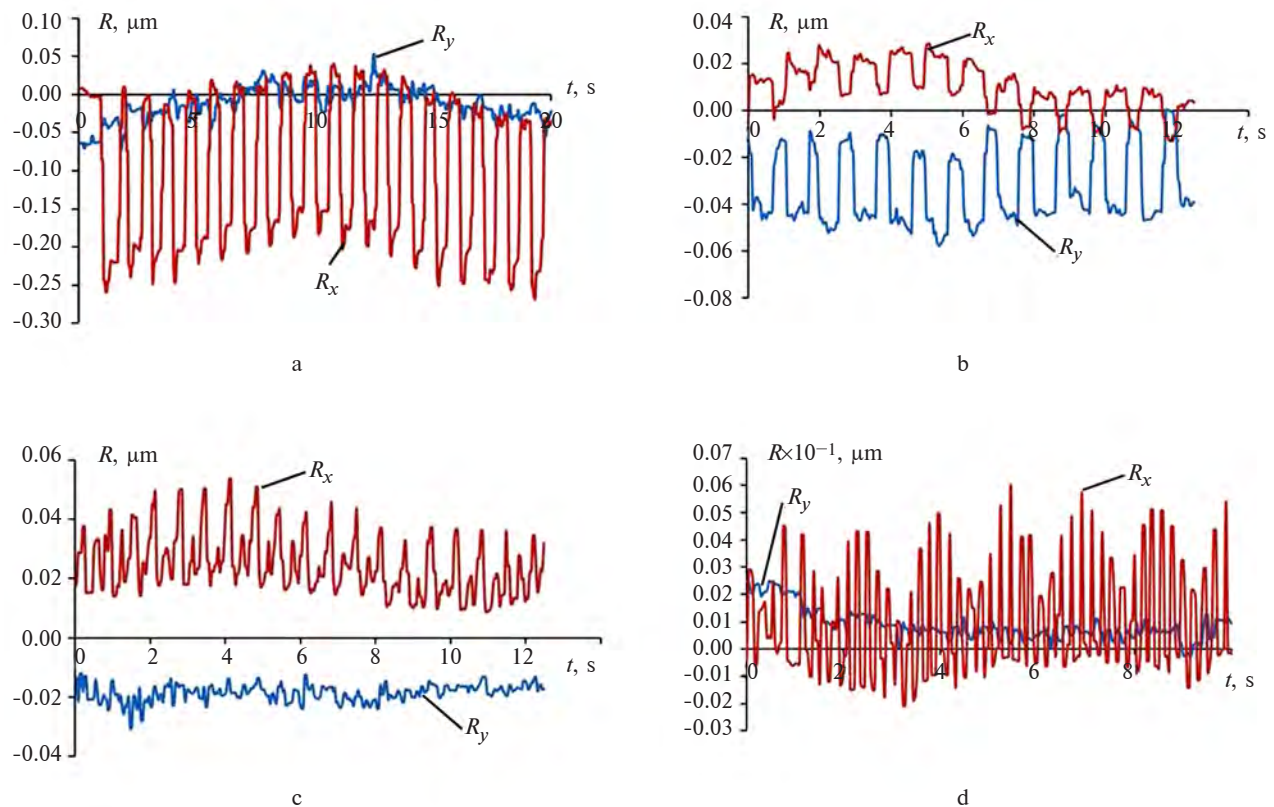 0.10
R, μm
0.05
R_y
0.00
t, s
0
5
10
15
20
-0.05
-0.10
-0.15
-0.20
R_x
-0.25
-0.30
a
0.04
R, μm
R_x
0.02
0.00
0
2
4
6
8
10
12
t, s
-0.02
-0.04
R_y
-0.06
-0.08
b
0.06
R, μm
R_x
0.04
0.02
0.00
0
2
4
6
8
10
12
t, s
-0.02
R_y
-0.04
c
0.07
R×10⁻¹, μm
0.06
R_y
R_x
0.05
0.04
0.03
0.02
0.01
0.00
0
2
4
6
8
t, s
-0.01
-0.02
-0.03
d